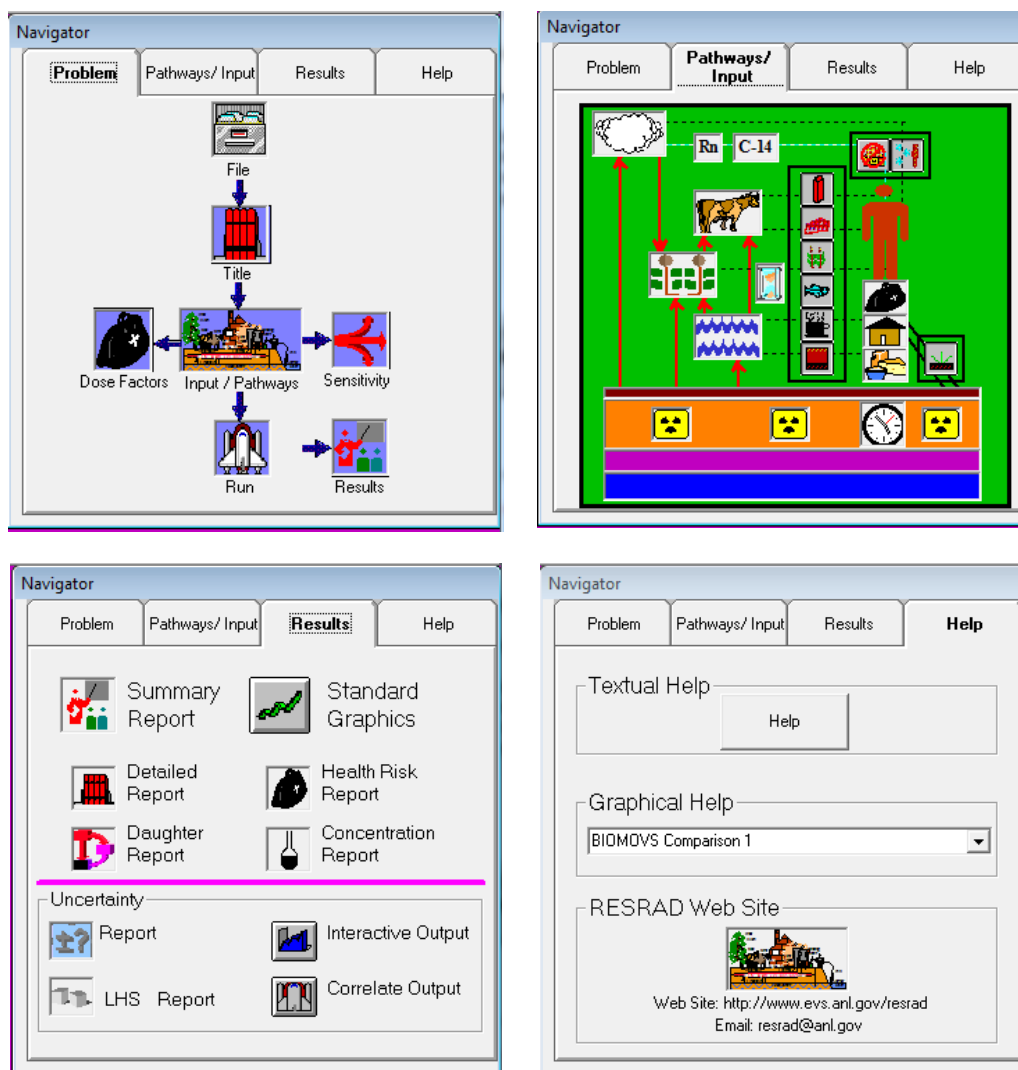 Navigator
Problem Pathways/ Input Results Help
File
Title
Dose Factors Input / Pathways Sensitivity
Run Results
Navigator
Problem Pathways/ Input Results Help
Rn C-14
Navigator
Problem Pathways/ Input Results Help
Summary Report
Standard Graphics
Detailed Report
Health Risk Report
Daughter Report
Concentration Report
Uncertainty
Report
Interactive Output
LHS Report
Correlate Output
Navigator
Problem Pathways/ Input Results Help
Textual Help
Help
Graphical Help
BIOMOVS Comparison 1
RESRAD Web Site
Web Site: http://www.evs.anl.gov/resrad
Email: resrad@anl.gov